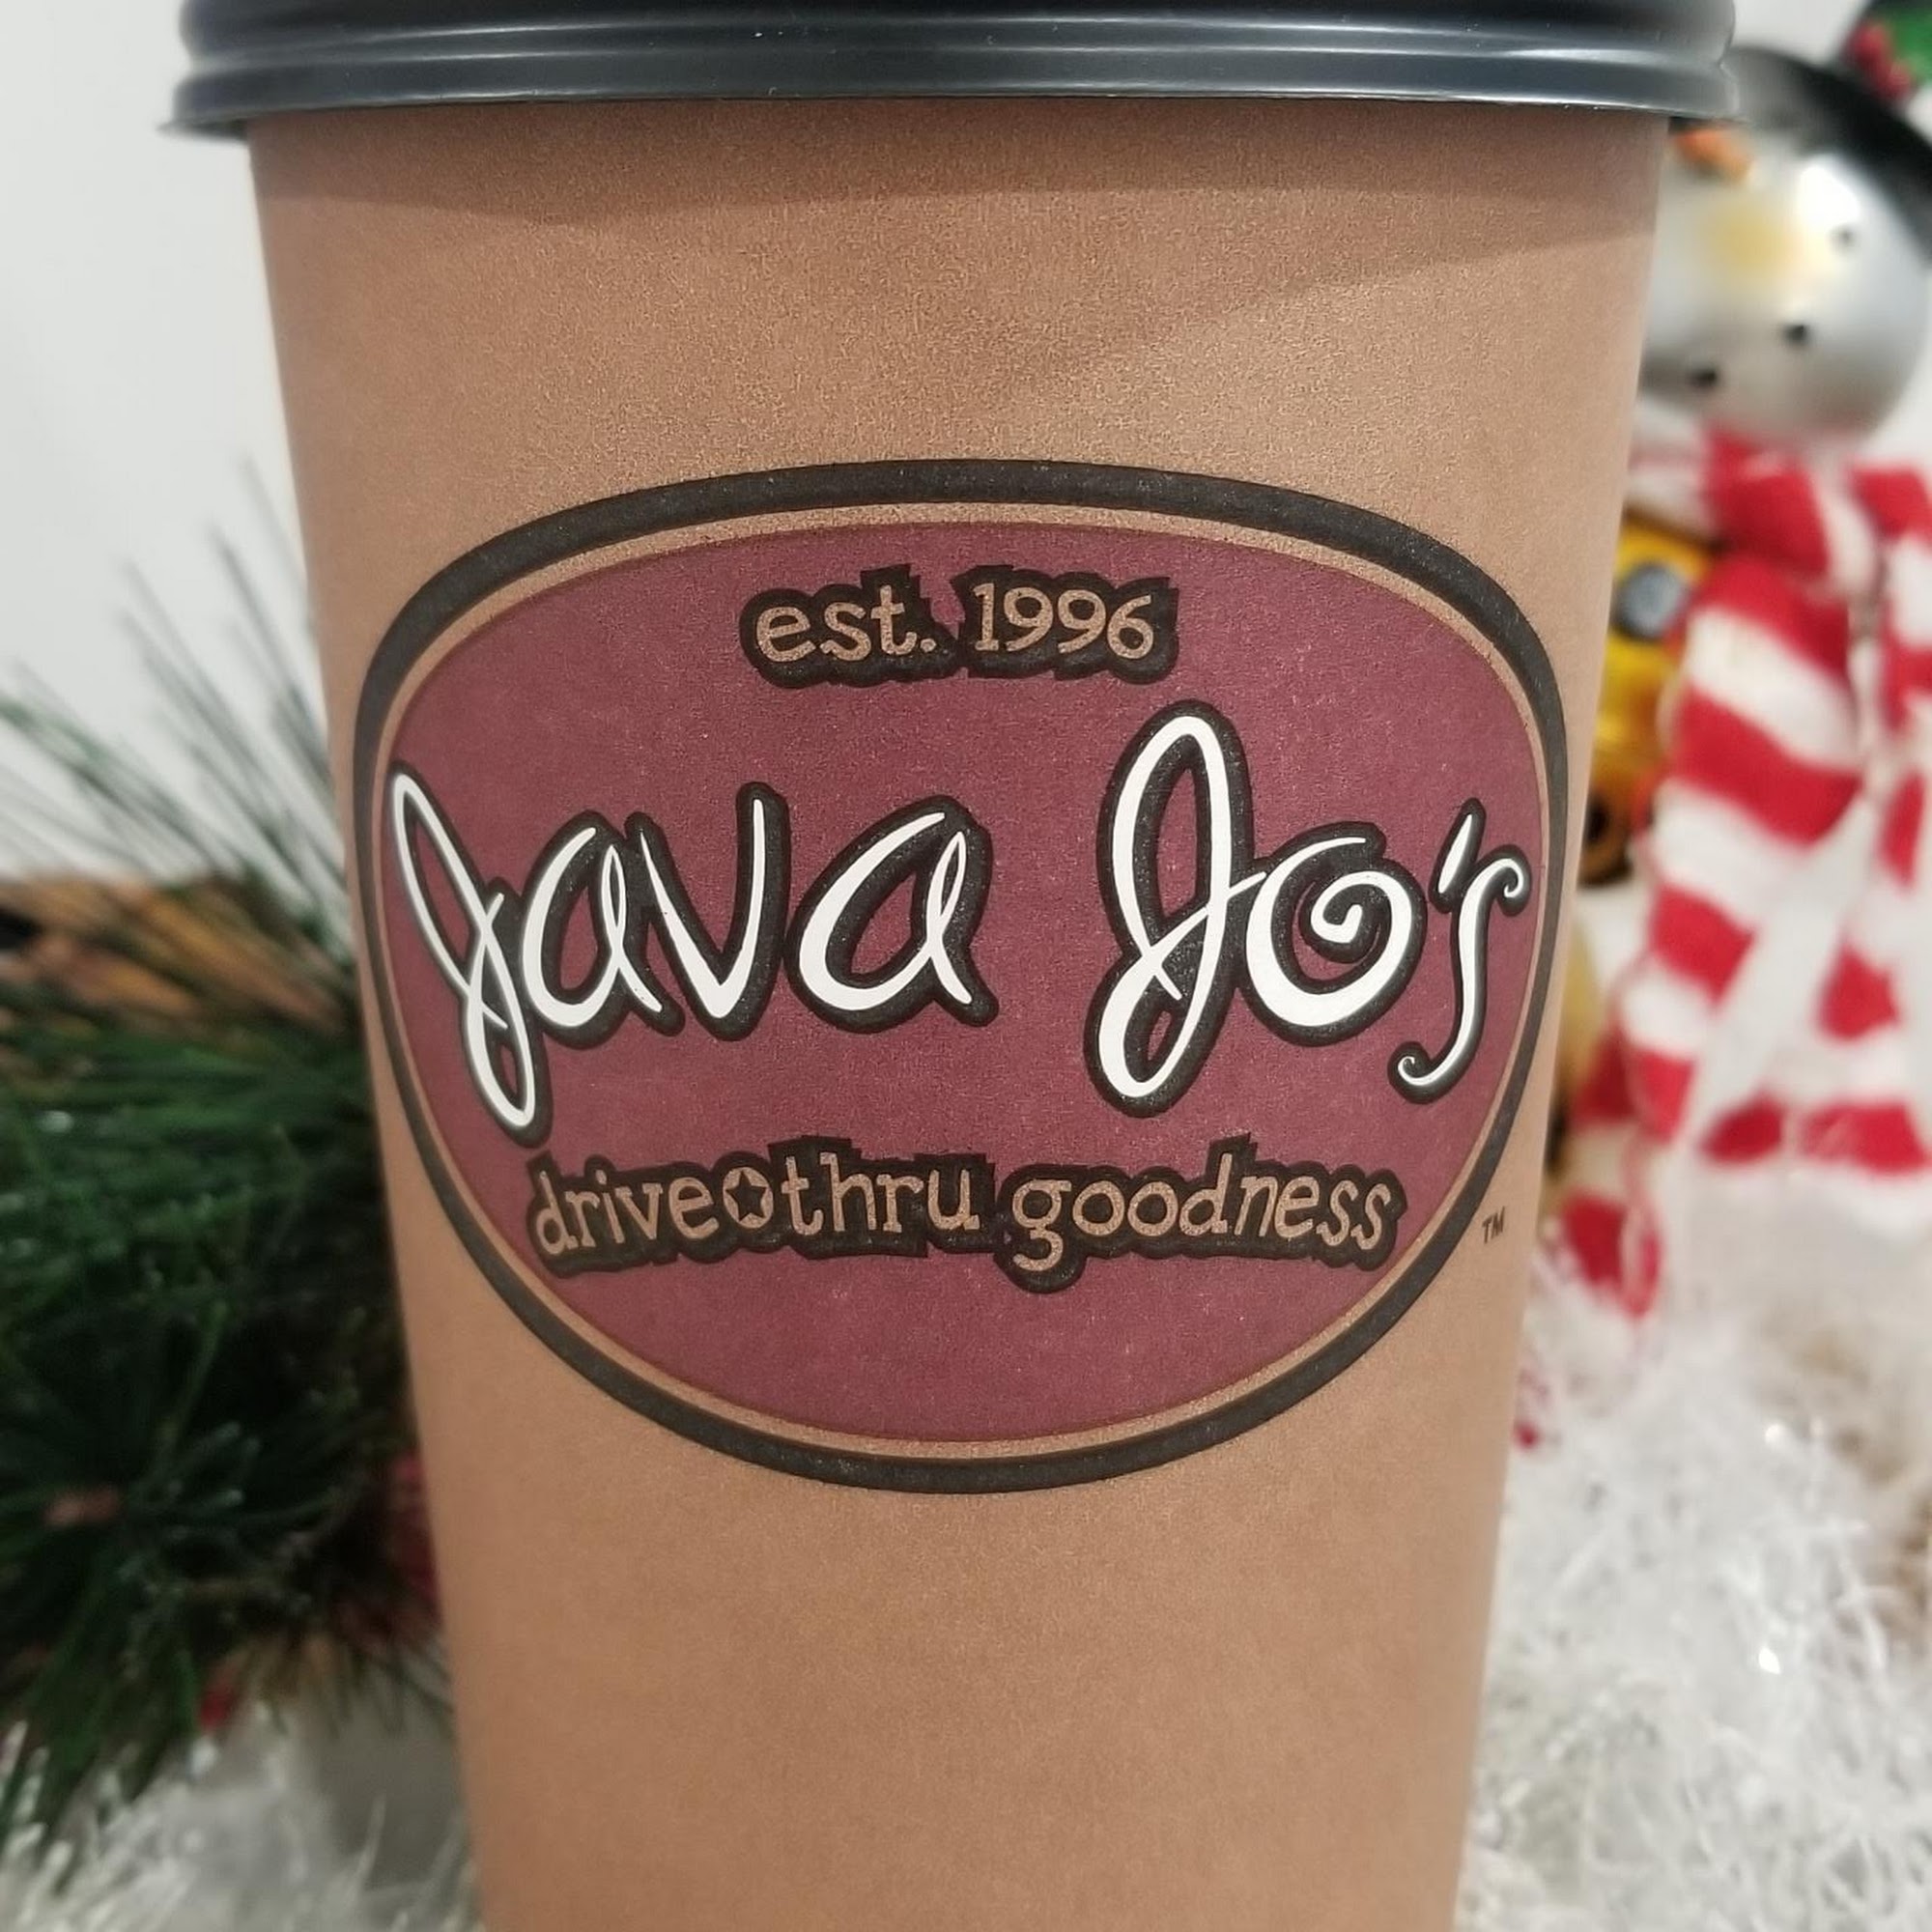 est. 1996
Java Jo's
drive thru goodness
TM